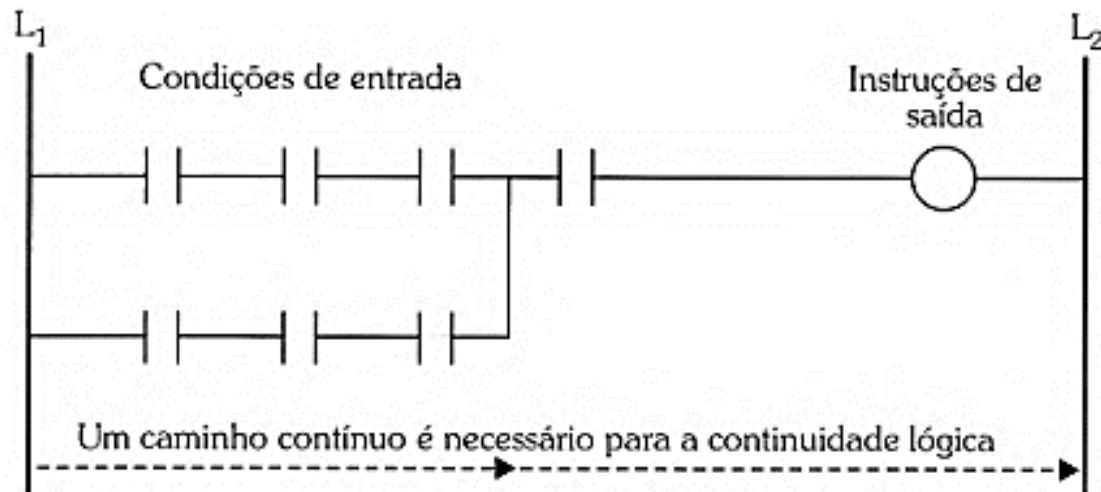 L1
L2
Condições de entrada
Instruções de
saída
Um caminho contínuo é necessário para a continuidade lógica